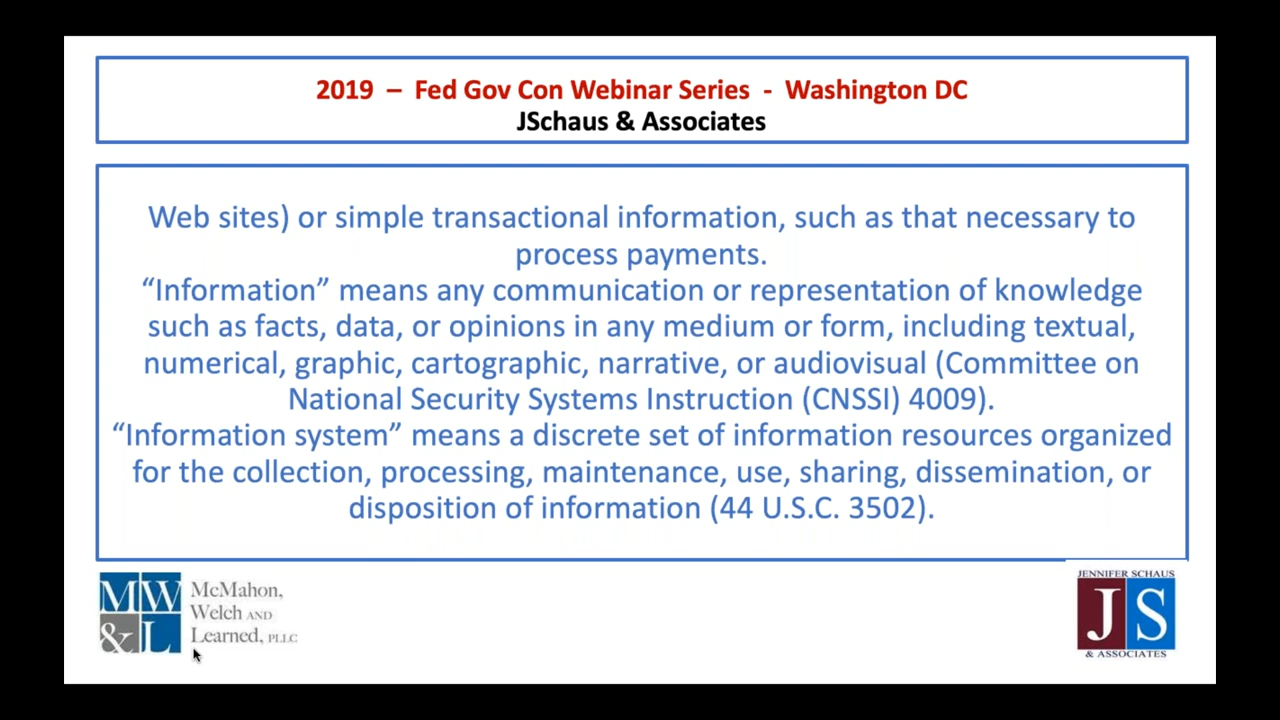 2019 – Fed Gov Con Webinar Series - Washington DC
JSchaus & Associates
Web sites) or simple transactional information, such as that necessary to
process payments.
“Information” means any communication or representation of knowledge
such as facts, data, or opinions in any medium or form, including textual,
numerical, graphic, cartographic, narrative, or audiovisual (Committee on
National Security Systems Instruction (CNSSI) 4009).
“Information system” means a discrete set of information resources organized
for the collection, processing, maintenance, use, sharing, dissemination, or
disposition of information (44 U.S.C. 3502).
MW
&L
McMahon,
Welch AND
Learned, PLLC
JENNIFER SCHAUS
JS
& ASSOCIATES